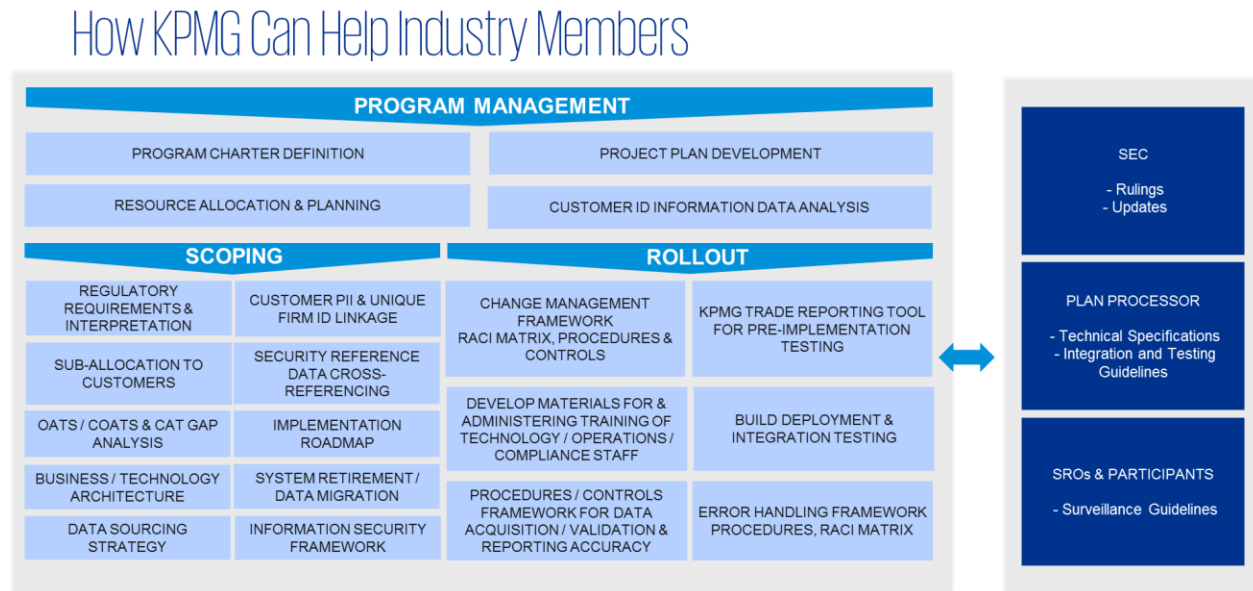 How KPMG Can Help Industry Members
PROGRAM MANAGEMENT
PROGRAM CHARTER DEFINITION
PROJECT PLAN DEVELOPMENT
RESOURCE ALLOCATION & PLANNING
CUSTOMER ID INFORMATION DATA ANALYSIS
SCOPING
REGULATORY
REQUIREMENTS &
INTERPRETATION
CUSTOMER PII & UNIQUE
FIRM ID LINKAGE
SUB-ALLOCATION TO
CUSTOMERS
SECURITY REFERENCE
DATA CROSS-
REFERENCING
OATS / COATS & CAT GAP
ANALYSIS
IMPLEMENTATION
ROADMAP
BUSINESS / TECHNOLOGY
ARCHITECTURE
SYSTEM RETIREMENT /
DATA MIGRATION
DATA SOURCING
STRATEGY
INFORMATION SECURITY
FRAMEWORK
ROLLOUT
CHANGE MANAGEMENT
FRAMEWORK
RACI MATRIX, PROCEDURES &
CONTROLS
KPMG TRADE REPORTING TOOL
FOR PRE-IMPLEMENTATION
TESTING
DEVELOP MATERIALS FOR &
ADMINISTERING TRAINING OF
TECHNOLOGY / OPERATIONS /
COMPLIANCE STAFF
BUILD DEPLOYMENT &
INTEGRATION TESTING
PROCEDURES / CONTROLS
FRAMEWORK FOR DATA
ACQUISITION / VALIDATION &
REPORTING ACCURACY
ERROR HANDLING FRAMEWORK
PROCEDURES, RACI MATRIX
SEC
- Rulings
- Updates
PLAN PROCESSOR
- Technical Specifications
- Integration and Testing
Guidelines
SROs & PARTICIPANTS
- Surveillance Guidelines